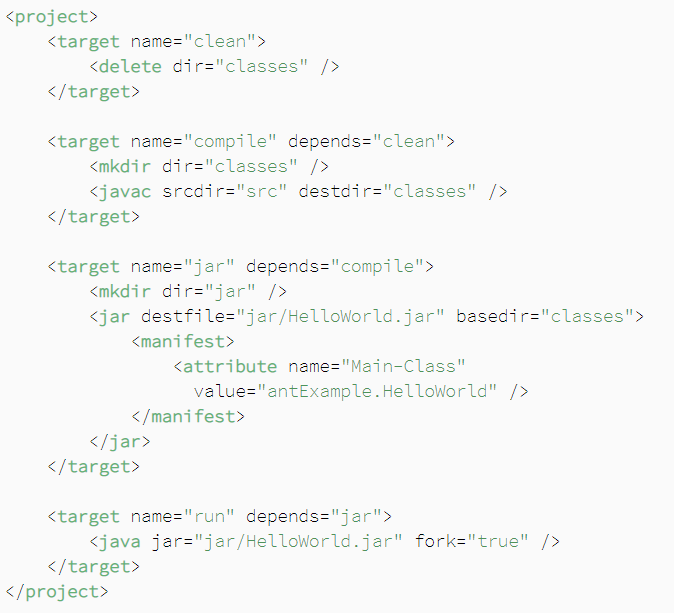 <project>
    <target name="clean">
        <delete dir="classes" />
    </target>

    <target name="compile" depends="clean">
        <mkdir dir="classes" />
        <javac srcdir="src" destdir="classes" />
    </target>

    <target name="jar" depends="compile">
        <mkdir dir="jar" />
        <jar destfile="jar/HelloWorld.jar" basedir="classes">
            <manifest>
                <attribute name="Main-Class"
                  value="antExample.HelloWorld" />
            </manifest>
        </jar>
    </target>

    <target name="run" depends="jar">
        <java jar="jar/HelloWorld.jar" fork="true" />
    </target>
</project>